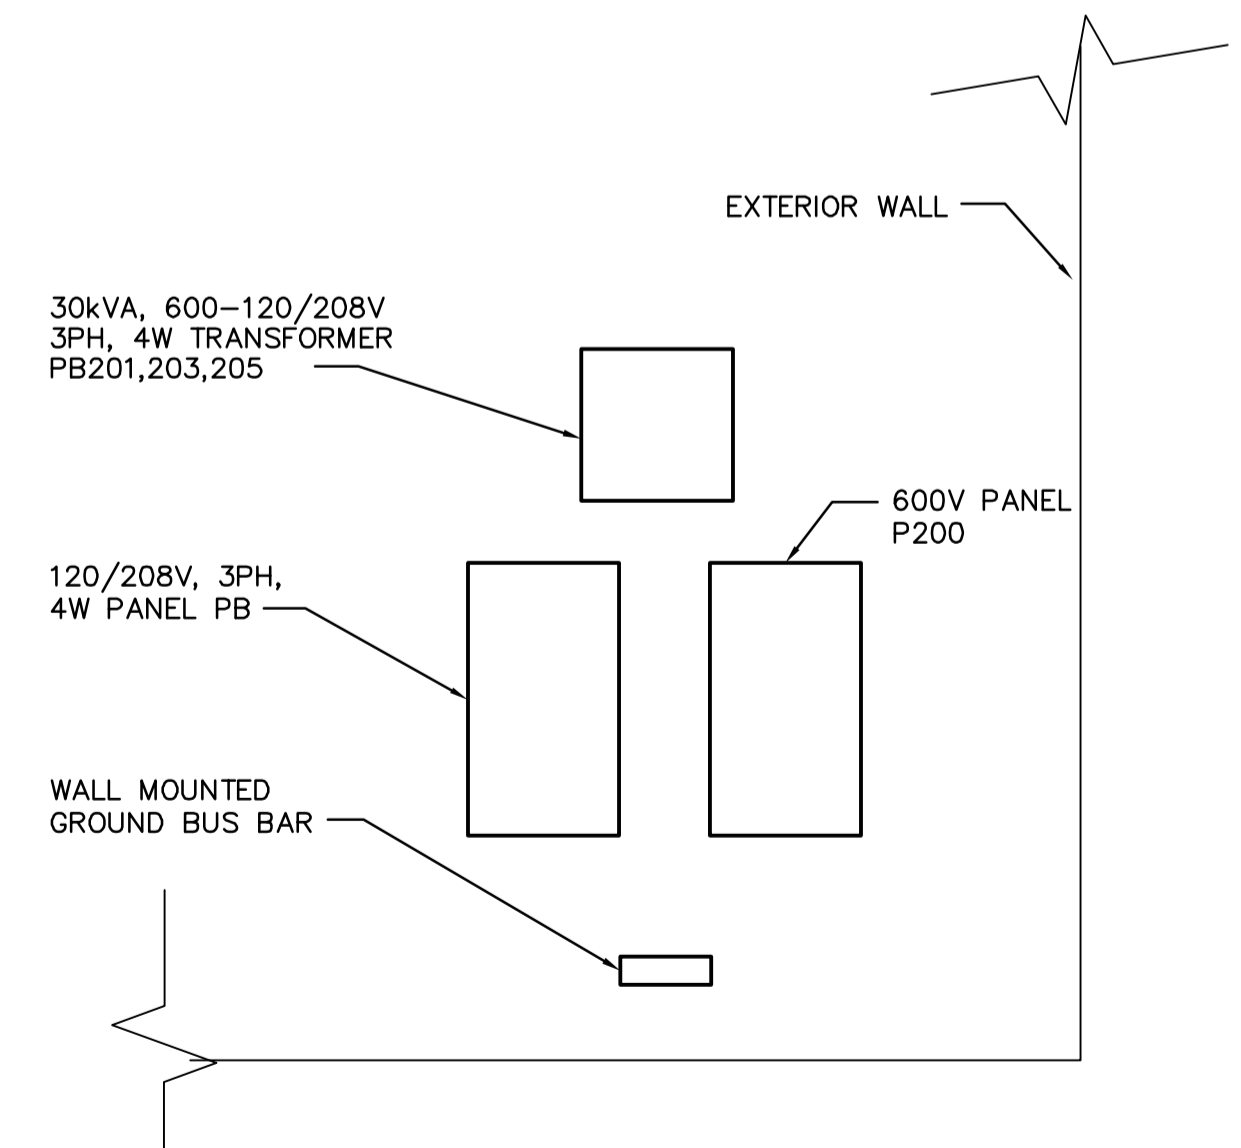 EXTERIOR WALL
30kVA, 600-120/208V
3PH, 4W TRANSFORMER
PB201,203,205
600V PANEL
P200
120/208V, 3PH,
4W PANEL PB
WALL MOUNTED
GROUND BUS BAR